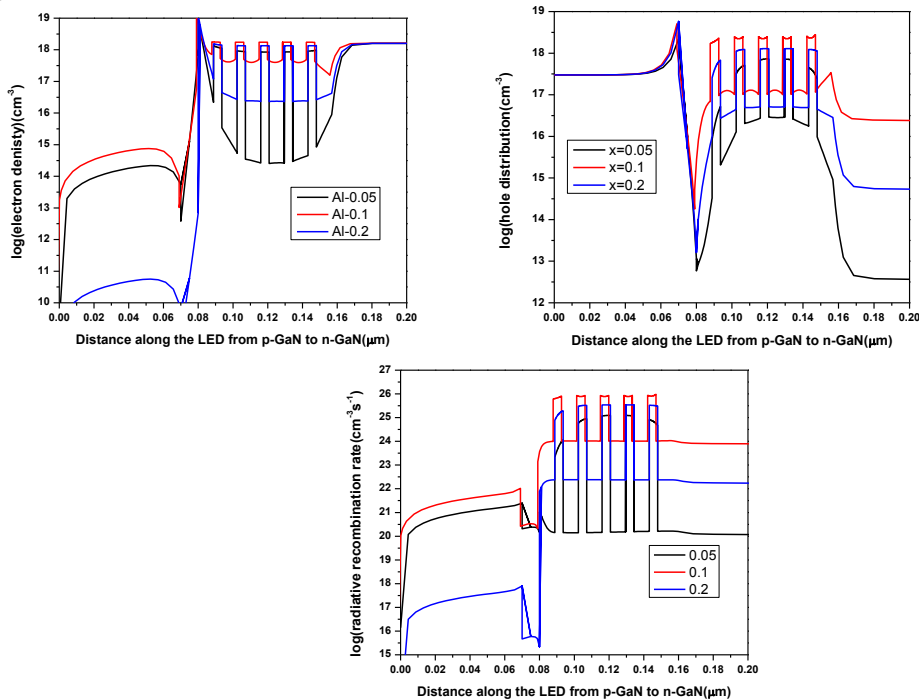 log(electron denisty)(cm⁻³)
19
18
17
16
15
14
13
12
11
10
Al-0.05
Al-0.1
Al-0.2
0.00 0.02 0.04 0.06 0.08 0.10 0.12 0.14 0.16 0.18 0.20
Distance along the LED from p-GaN to n-GaN(μm)
log(hole distribution(cm⁻³)
19
18
17
16
15
14
13
12
x=0.05
x=0.1
x=0.2
0.00 0.02 0.04 0.06 0.08 0.10 0.12 0.14 0.16 0.18 0.20
Distance along the LED from p-GaN to n-GaN(μm)
log(radiative recombination rate(cm⁻³s⁻¹)
27
26
25
24
23
22
21
20
19
18
17
16
15
0.05
0.1
0.2
0.00 0.02 0.04 0.06 0.08 0.10 0.12 0.14 0.16 0.18 0.20
Distance along the LED from p-GaN to n-GaN(μm)